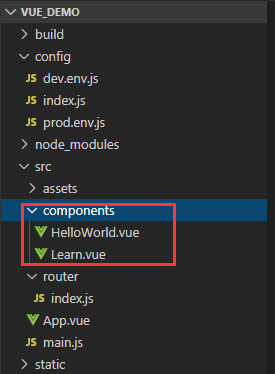 VUE_DEMO
build
config
JS dev.env.js
JS index.js
JS prod.env.js
node_modules
src
assets
components
HelloWorld.vue
Learn.vue
router
JS index.js
App.vue
JS main.js
static